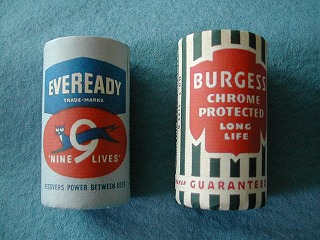 EVEREADY
TRADE-MARKS
9
'NINE LIVES'
RECOVERS POWER BETWEEN USES
BURGESS
CHROME
PROTECTED
LONG
LIFE
GUARANTEED